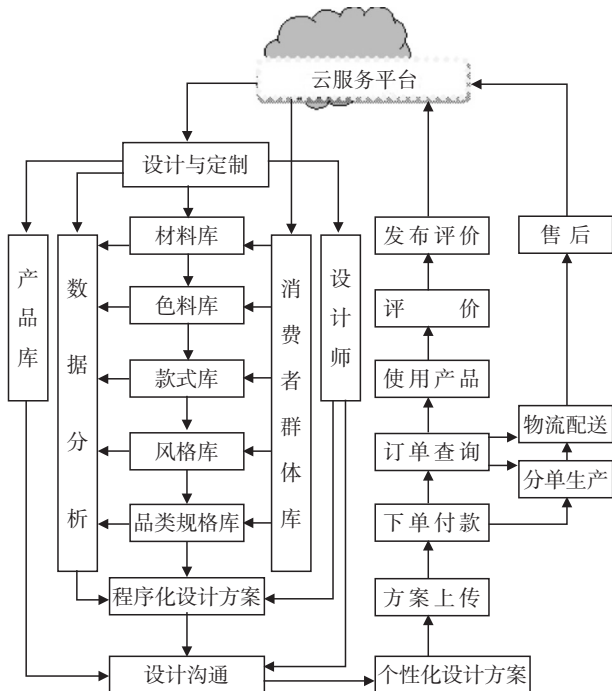 云服务平台
设计与定制
产品库
数据分析
材料库
色料库
款式库
风格库
品类规格库
消费者群体库
设计师
程序化设计方案
设计沟通
发布评价
评价
使用产品
订单查询
下单付款
方案上传
个性化设计方案
售后
物流配送
分单生产